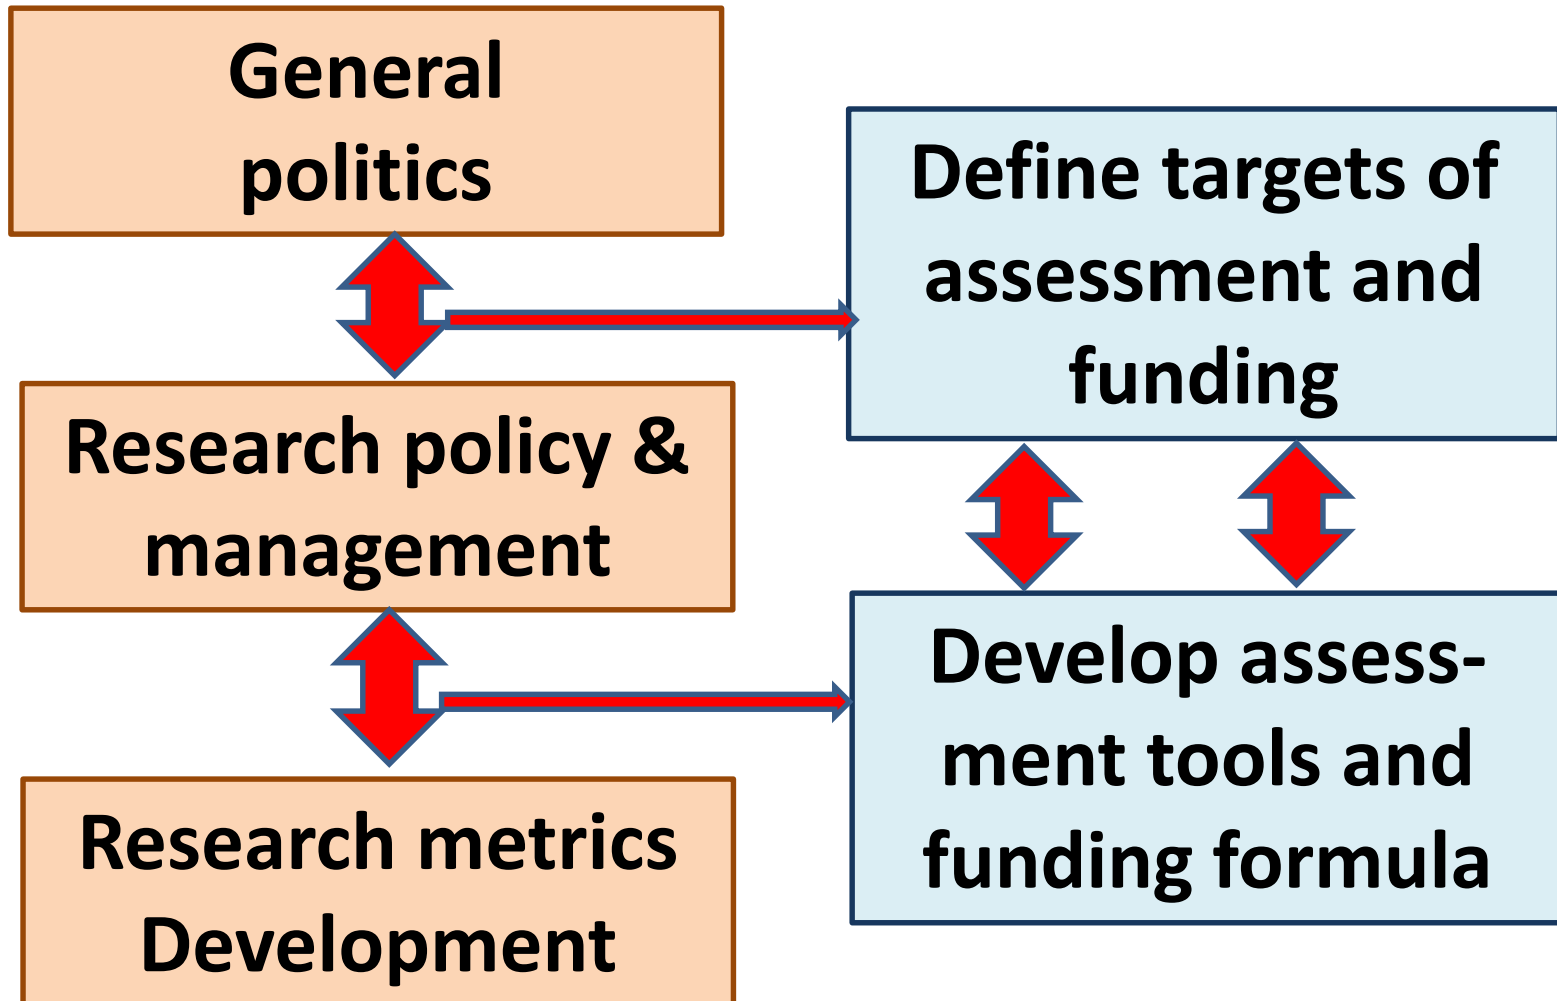 General
politics
Define targets of
assessment and
funding
Research policy &
management
Develop assess-
ment tools and
funding formula
Research metrics
Development